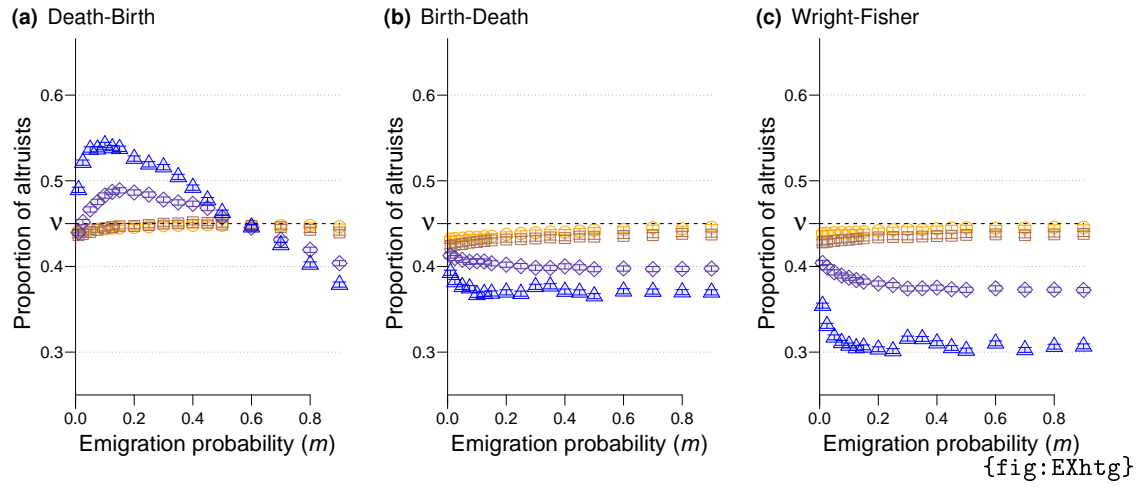 (a) Death-Birth
(b) Birth-Death
(c) Wright-Fisher
Proportion of altruists
0.6
0.5
ν
0.4
0.3
0.0 0.2 0.4 0.6 0.8
Emigration probability (m)
Proportion of altruists
0.6
0.5
ν
0.4
0.3
0.0 0.2 0.4 0.6 0.8
Emigration probability (m)
Proportion of altruists
0.6
0.5
ν
0.4
0.3
0.0 0.2 0.4 0.6 0.8
Emigration probability (m)
{fig:EXhtg}